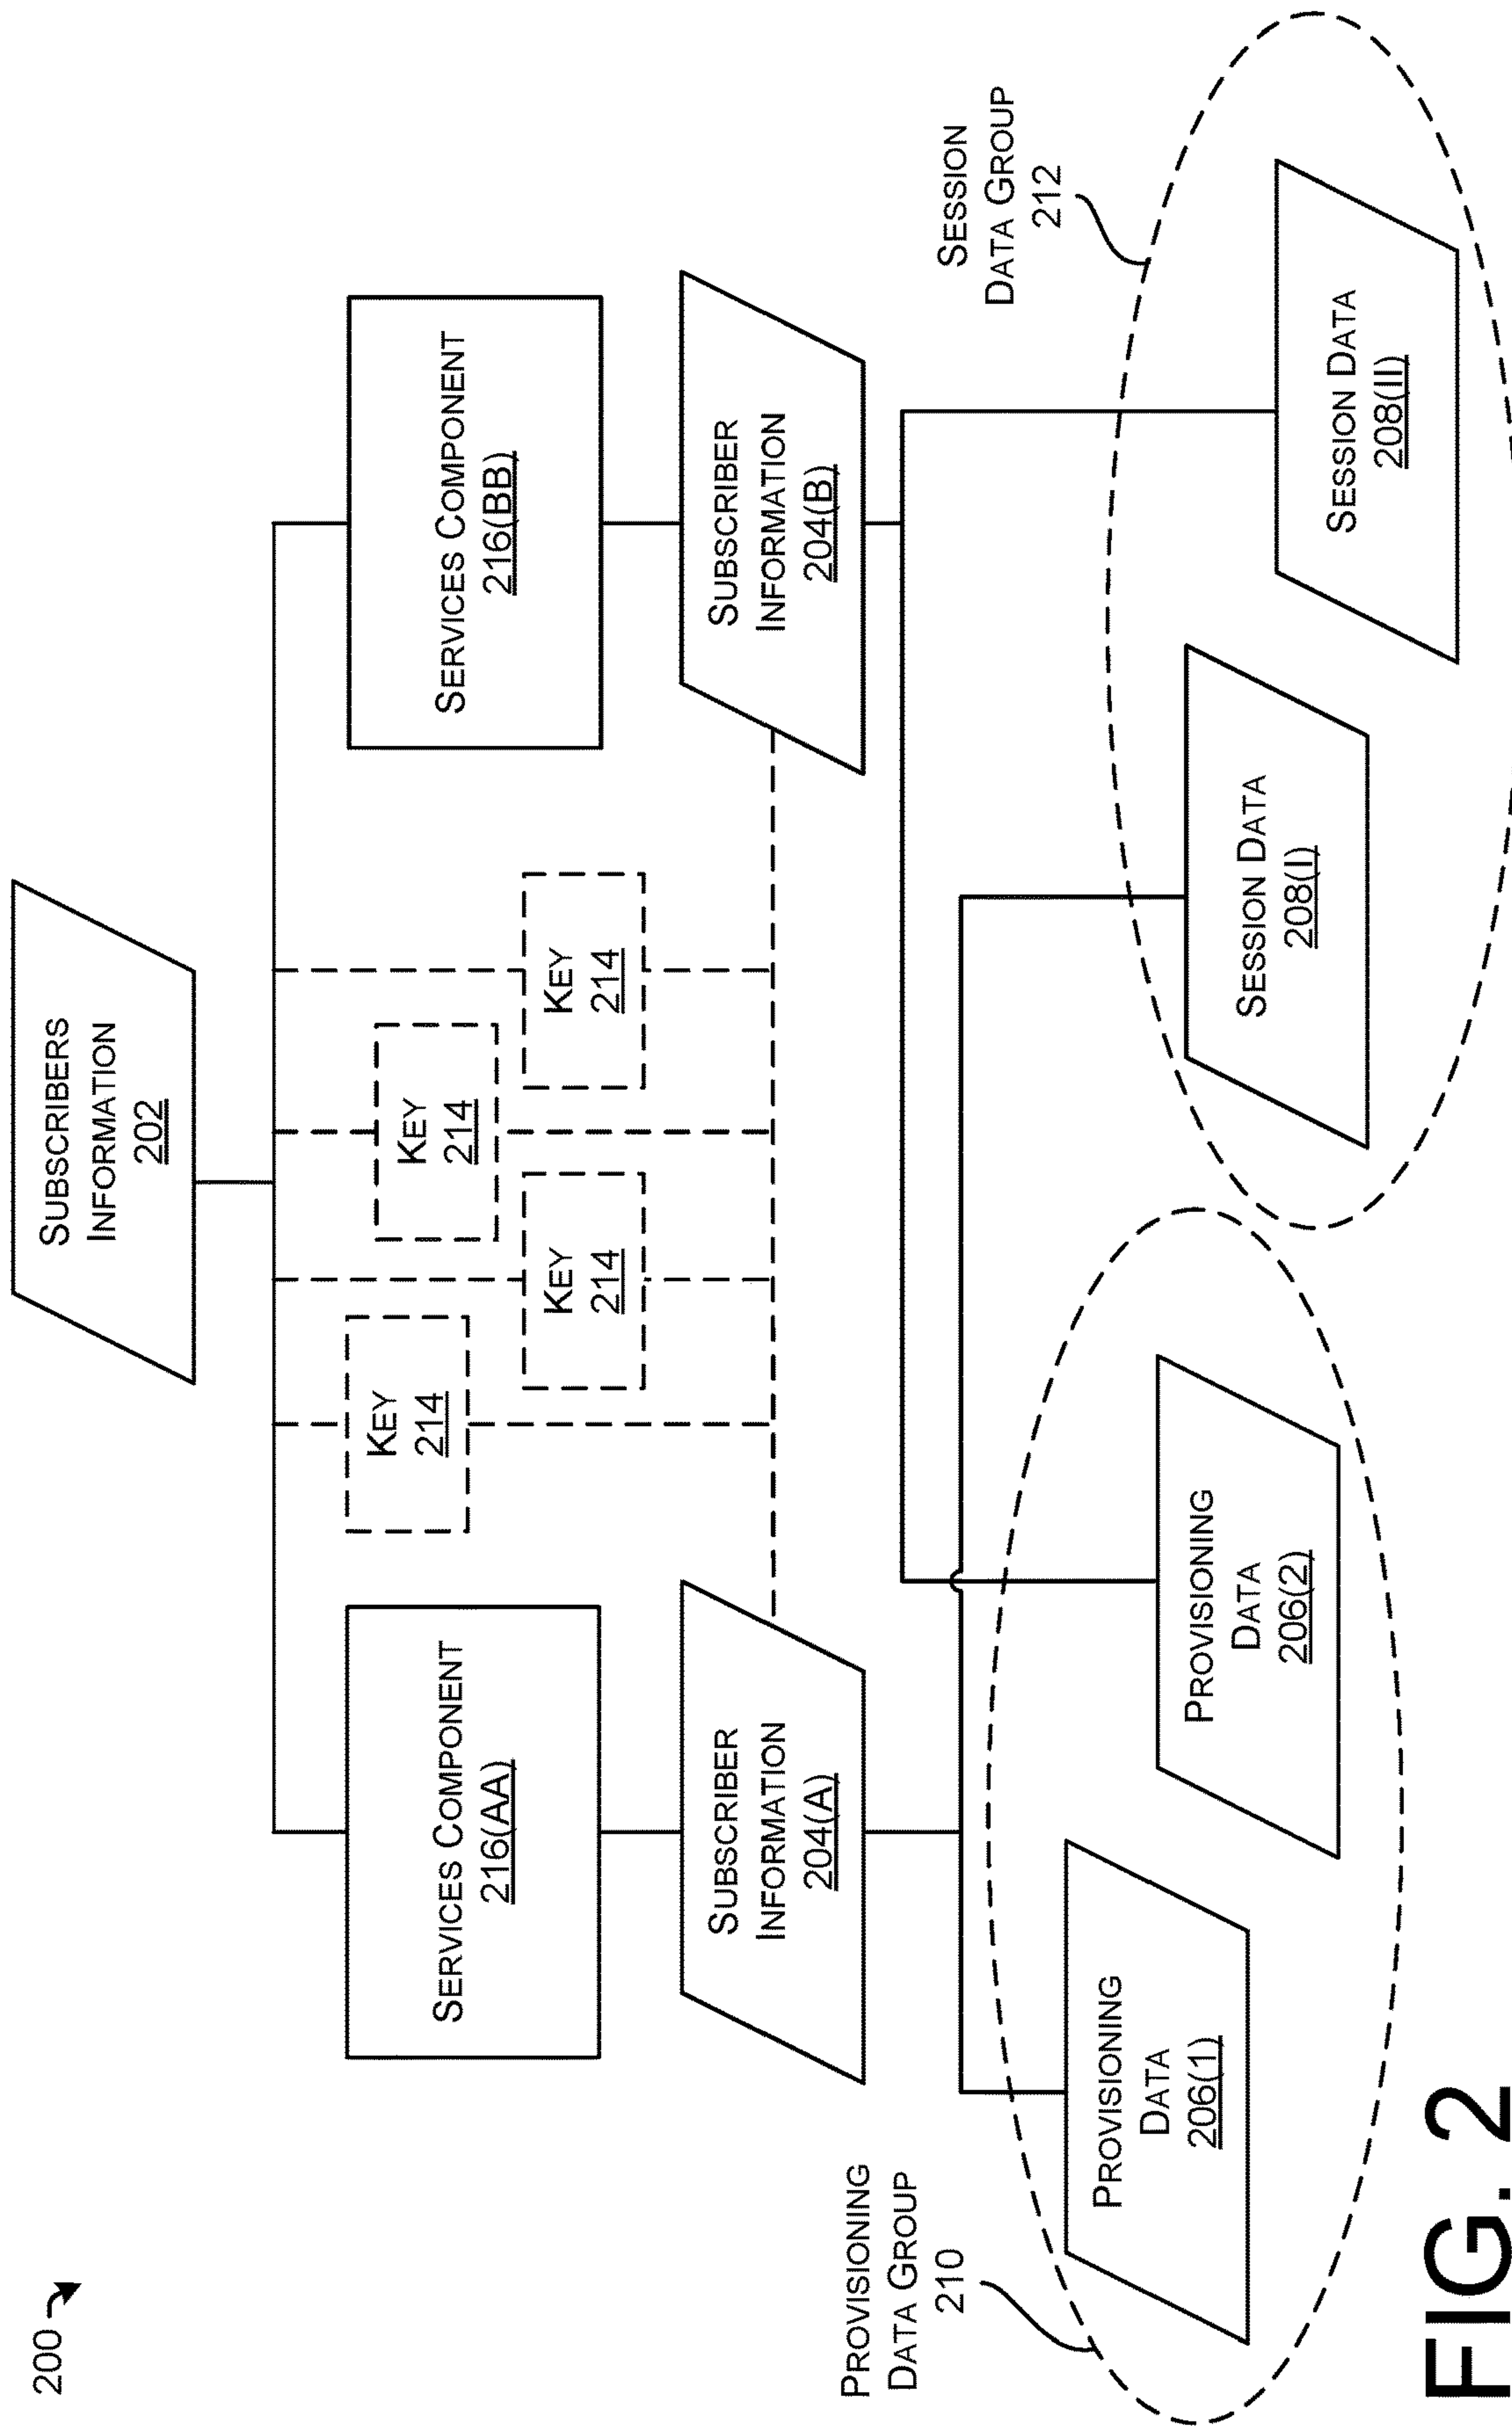 200
SUBSCRIBERS
INFORMATION
202
SERVICES COMPONENT
216(AA)
KEY
214
KEY
214
KEY
214
KEY
214
SERVICES COMPONENT
216(BB)
SUBSCRIBER
INFORMATION
204(A)
SUBSCRIBER
INFORMATION
204(B)
PROVISIONING
DATA GROUP
210
SESSION
DATA GROUP
212
PROVISIONING
DATA
206(1)
PROVISIONING
DATA
206(2)
SESSION DATA
208(I)
SESSION DATA
208(II)
FIG. 2